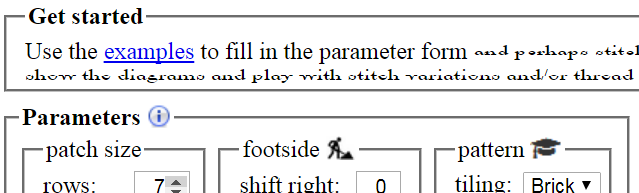 Get started
Use the examples to fill in the parameter form and perhaps
show the diagrams and play with stitch variations and/or thread
Parameters
patch size footside pattern
rows: 7 shift right: 0 tiling: Brick